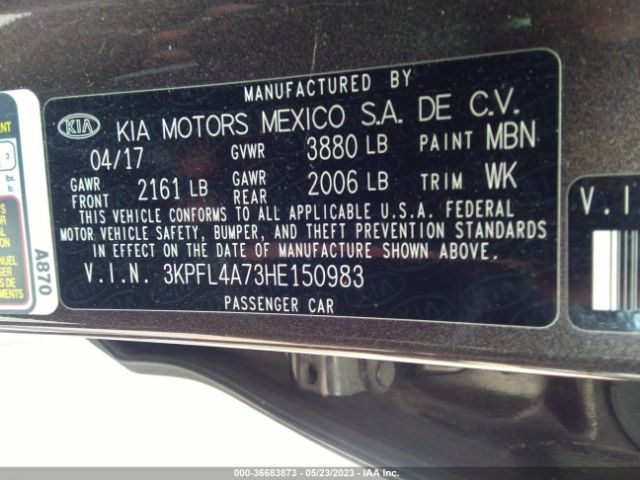 MANUFACTURED BY
KIA KIA MOTORS MEXICO S.A. DE C.V.
04/17 GVWR 3880 LB PAINT MBN
GAWR FRONT 2161 LB GAWR REAR 2006 LB TRIM WK
THIS VEHICLE CONFORMS TO ALL APPLICABLE U.S.A. FEDERAL
MOTOR VEHICLE SAFETY, BUMPER, AND THEFT PREVENTION STANDARDS
IN EFFECT ON THE DATE OF MANUFACTURE SHOWN ABOVE.
V.I.N. 3KPFL4A73HE150983
PASSENGER CAR
A870
3
V.I
000-36683873 - 05/23/2023 - IAA Inc.